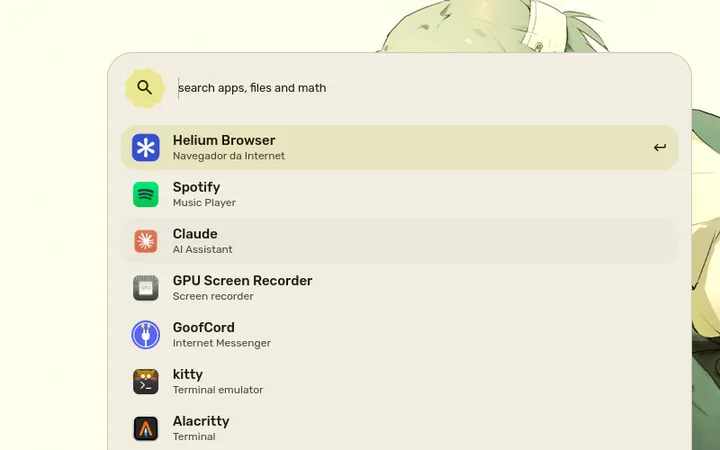 search apps, files and math
Helium Browser
Navegador da Internet
Spotify
Music Player
Claude
AI Assistant
GPU Screen Recorder
Screen recorder
GoofCord
Internet Messenger
kitty
Terminal emulator
Alacritty
Terminal